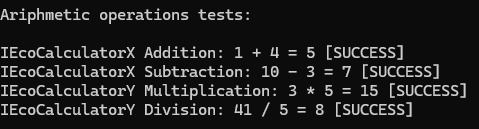 Ariphmetic operations tests:
IEcoCalculatorX Addition: 1 + 4 = 5 [SUCCESS]
IEcoCalculatorX Subtraction: 10 - 3 = 7 [SUCCESS]
IEcoCalculatorY Multiplication: 3 * 5 = 15 [SUCCESS]
IEcoCalculatorY Division: 41 / 5 = 8 [SUCCESS]